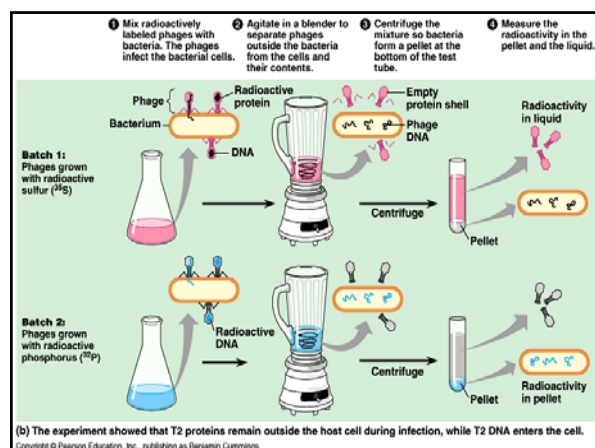 1 Mix radioactively
labeled phages with
bacteria. The phages
infect the bacterial cells.
2 Agitate in a blender to
separate phages
outside the bacteria
from the cells and
their contents.
3 Centrifuge the
mixture so bacteria
form a pellet at the
bottom of the test
tube.
4 Measure the
radioactivity in the
pellet and the liquid.
Phage
Radioactive
protein
Bacterium
DNA
Batch 1:
Phages grown
with radioactive
sulfur (³⁵S)
Empty
protein shell
Phage
DNA
Centrifuge
Radioactivity
in liquid
Pellet
Batch 2:
Phages grown
with radioactive
phosphorus (³²P)
Radioactive
DNA
Centrifuge
Pellet
Radioactivity
in pellet
(b) The experiment showed that T2 proteins remain outside the host cell during infection, while T2 DNA enters the cell.
Copyright © Pearson Education, Inc., publishing as Benjamin Cummings.